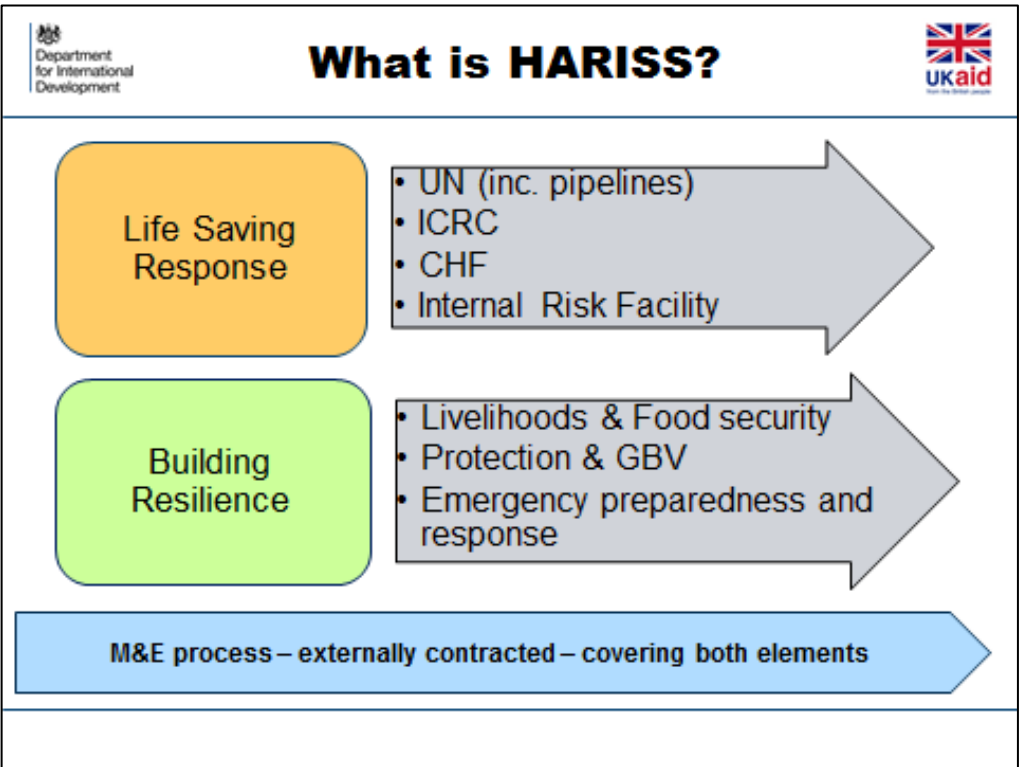 Department
for International
Development
What is HARISS?
UKaid
from the British people
Life Saving
Response
• UN (inc. pipelines)
• ICRC
• CHF
• Internal Risk Facility
Building
Resilience
• Livelihoods & Food security
• Protection & GBV
• Emergency preparedness and
response
M&E process – externally contracted – covering both elements